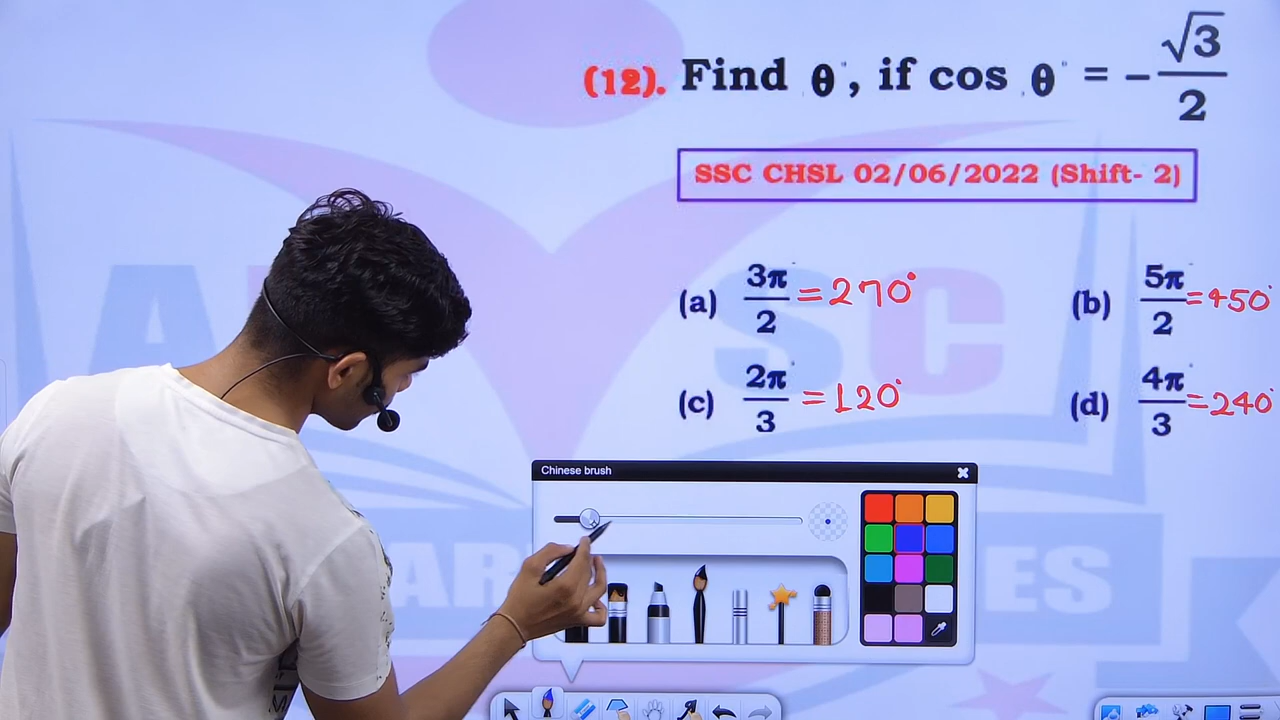 (12). Find θ, if cos θ = -√3/2
SSC CHSL 02/06/2022 (Shift- 2)
(a) 3π/2 = 270° (b) 5π/2 = 450°
(c) 2π/3 = 120° (d) 4π/3 = 240°
Chinese brush